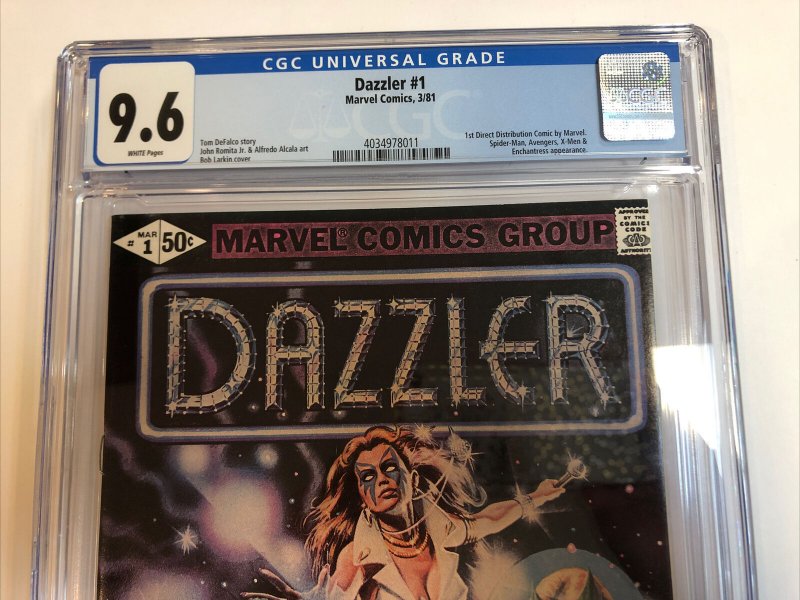 CGC UNIVERSAL GRADE
9.6
WHITE Pages
Dazzler #1
Marvel Comics, 3/81
Tom DeFalco story
John Romita Jr. & Alfredo Alcala art
Bob Larkin cover
4034978011
1st Direct Distribution Comic by Marvel.
Spider-Man, Avengers, X-Men &
Enchantress appearance.
CGC
# MAR 1 50¢
MARVEL® COMICS GROUP
APPROVED
BY THE
COMICS
CODE
AUTHORITY
DAZZLER